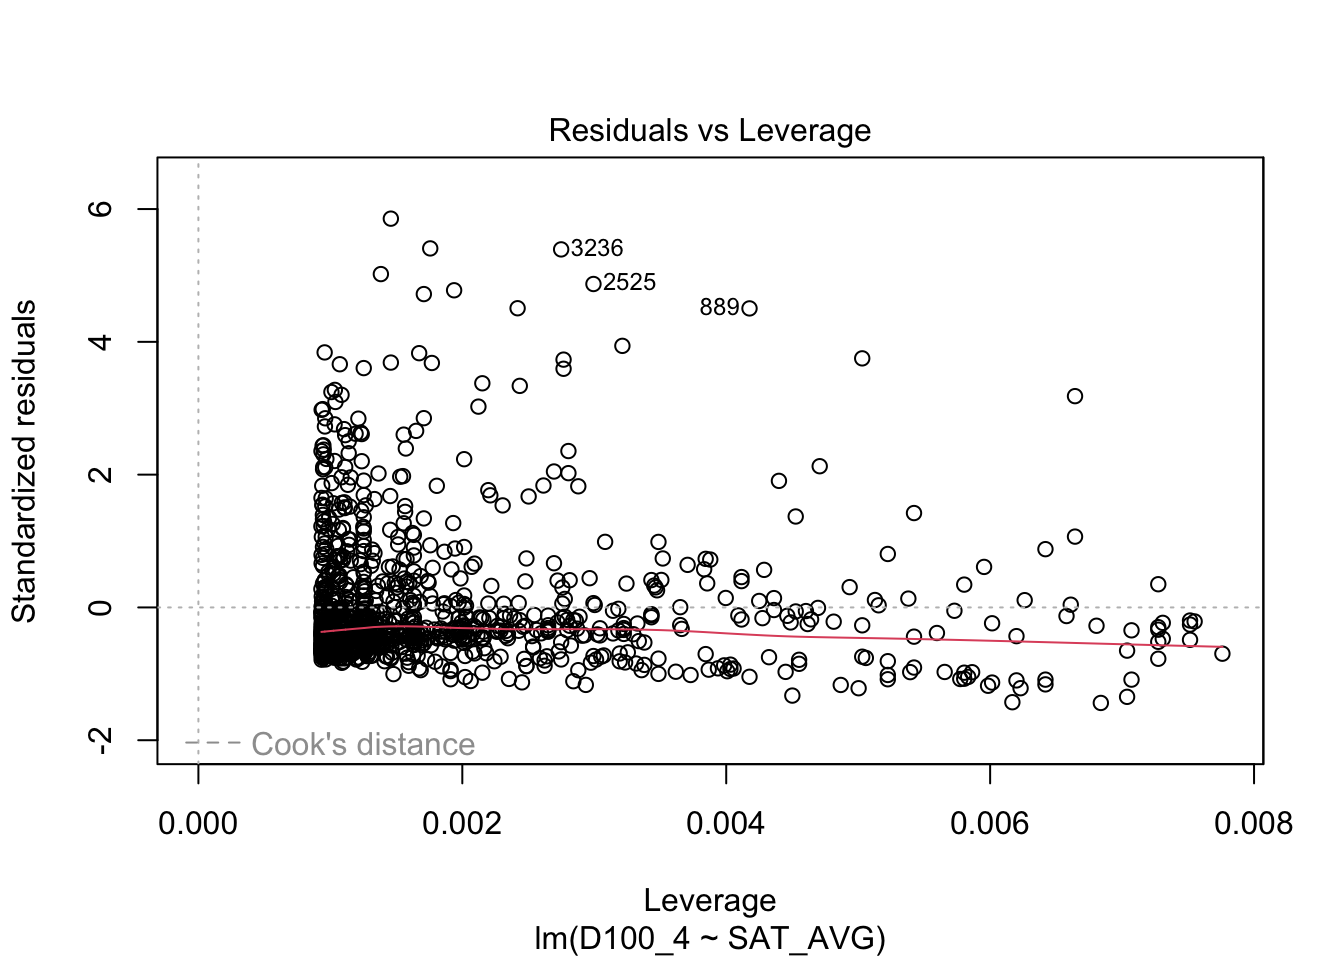 Residuals vs Leverage
Standardized residuals
6
4
2
0
-2
3236
2525
889
Cook's distance
0.000 0.002 0.004 0.006 0.008
Leverage
lm(D100_4 ~ SAT_AVG)